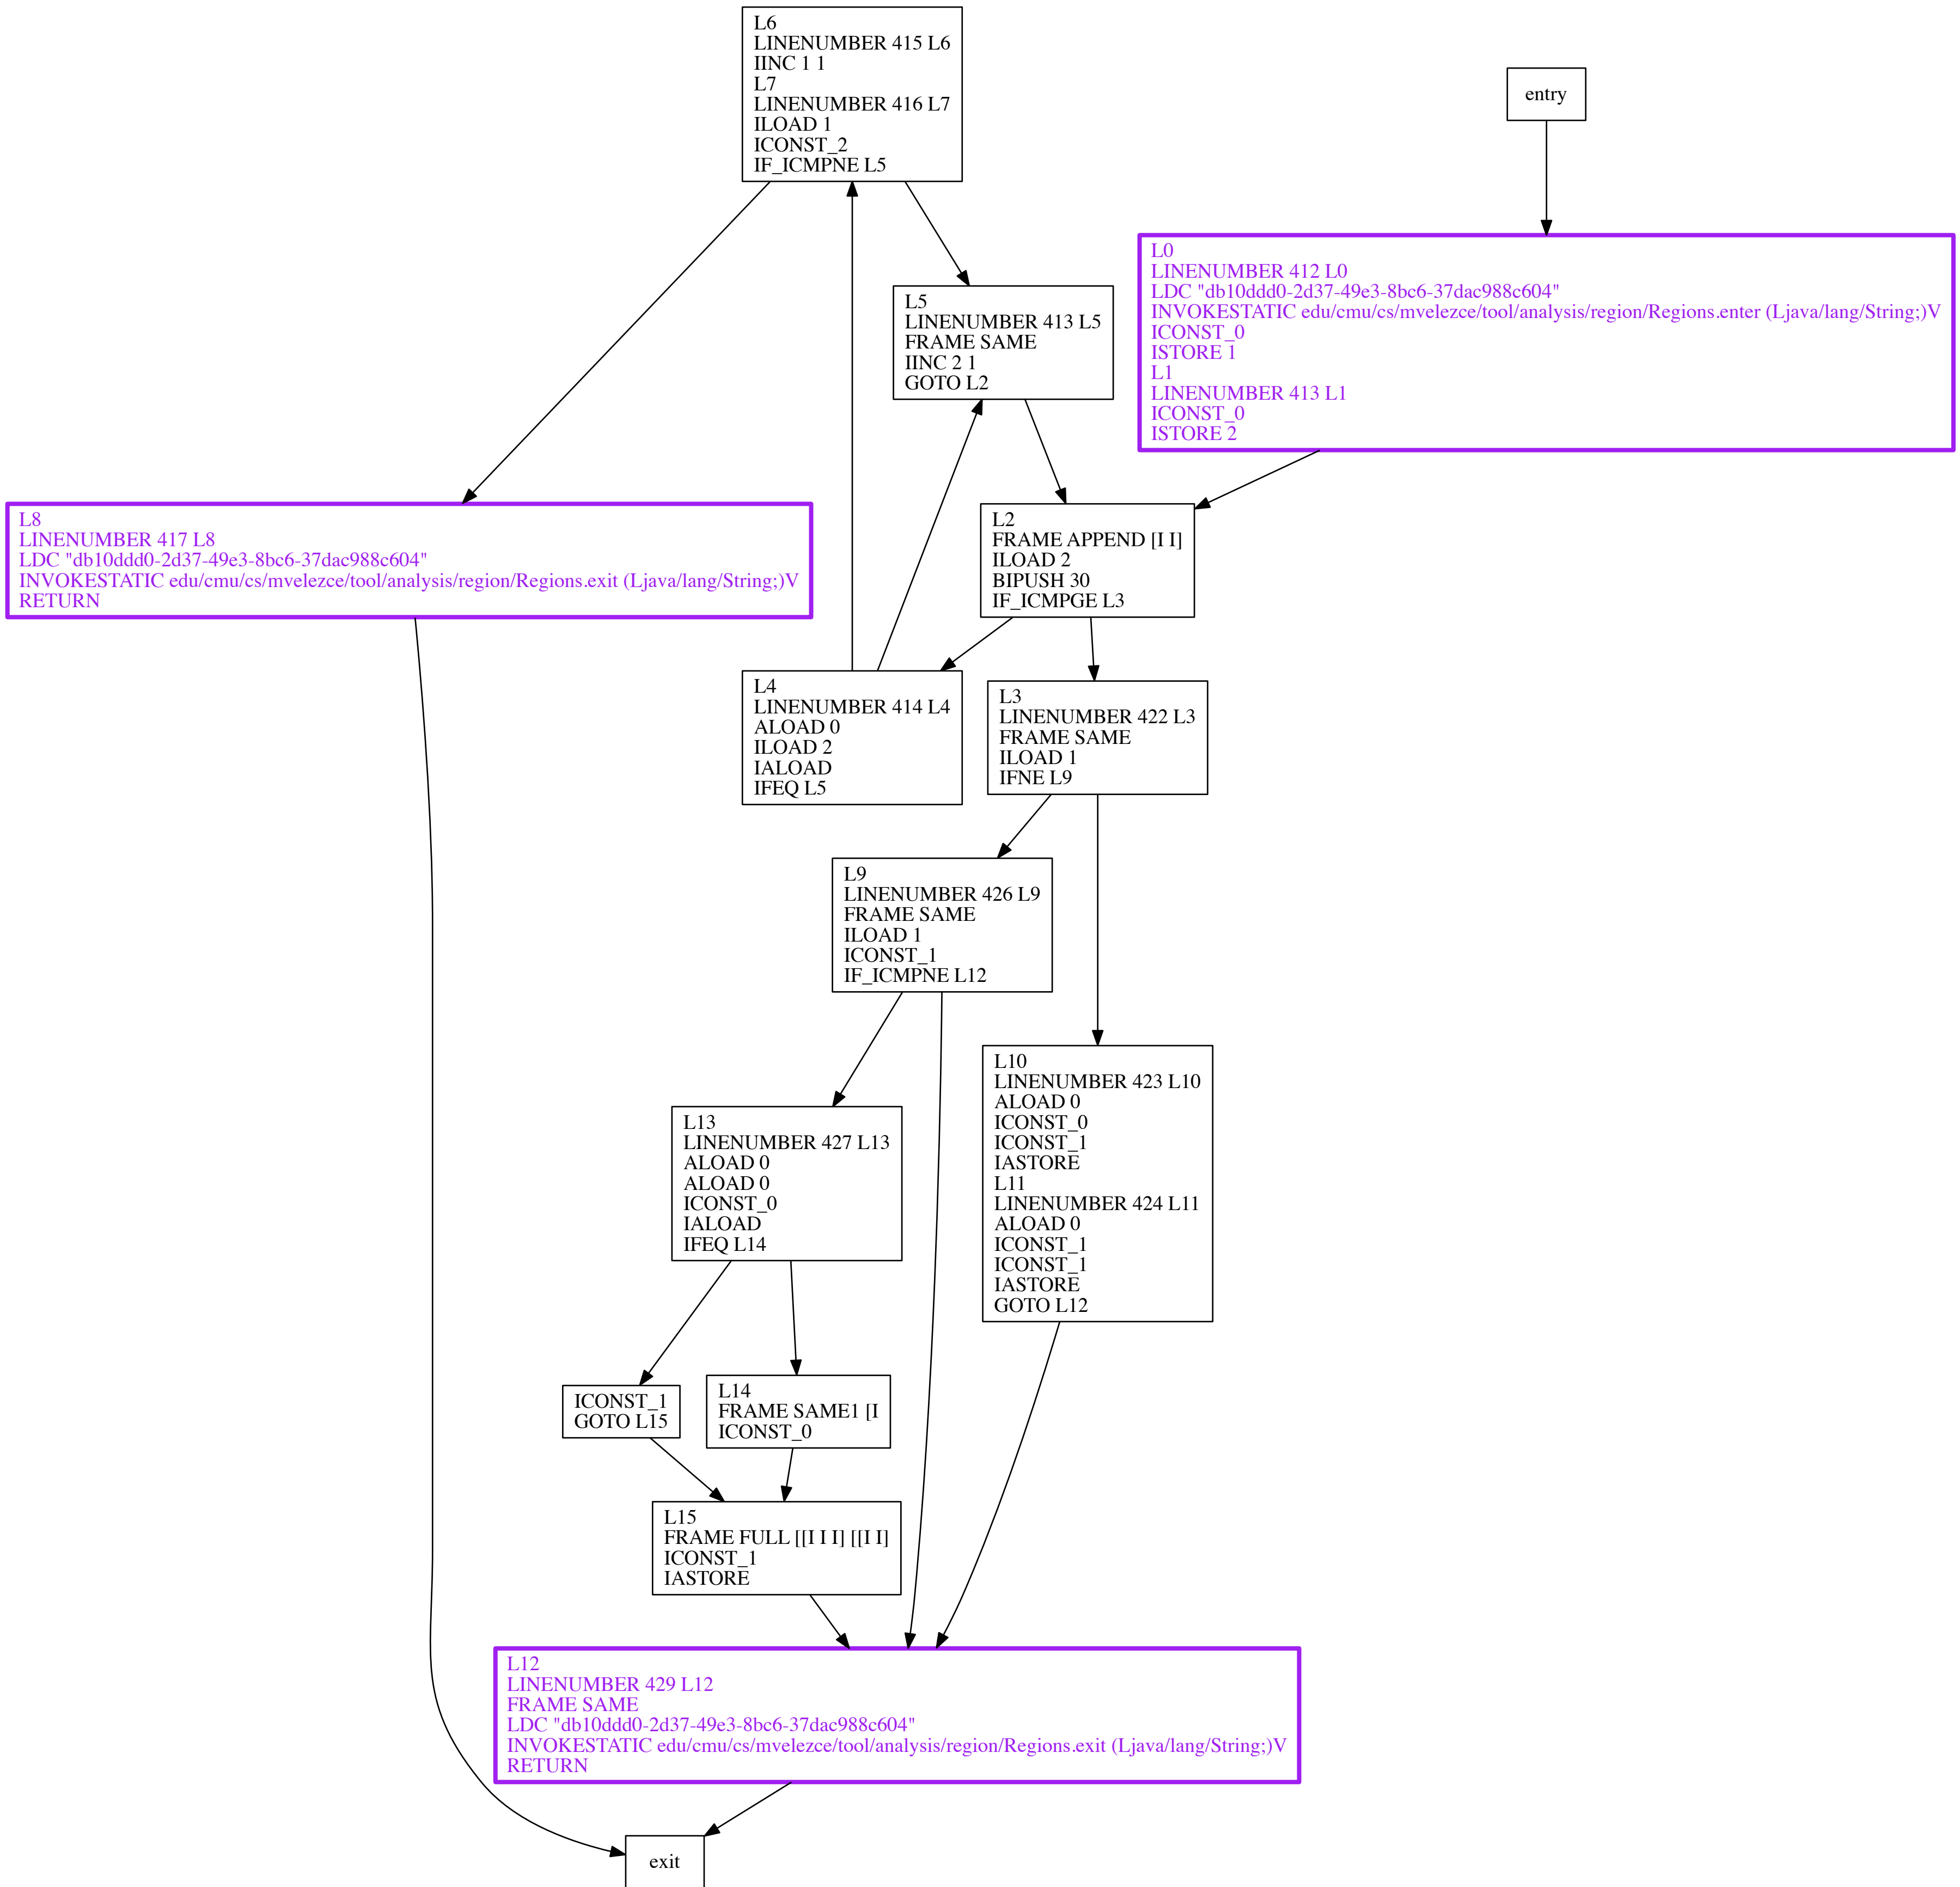 L6
LINENUMBER 415 L6
IINC 1 1
L7
LINENUMBER 416 L7
ILOAD 1
ICONST_2
IF_ICMPNE L5
entry
L0
LINENUMBER 412 L0
LDC "db10ddd0-2d37-49e3-8bc6-37dac988c604"
INVOKESTATIC edu/cmu/cs/mvelezce/tool/analysis/region/Regions.enter (Ljava/lang/String;)V
ICONST_0
ISTORE 1
L1
LINENUMBER 413 L1
ICONST_0
ISTORE 2
L5
LINENUMBER 413 L5
FRAME SAME
IINC 2 1
GOTO L2
L8
LINENUMBER 417 L8
LDC "db10ddd0-2d37-49e3-8bc6-37dac988c604"
INVOKESTATIC edu/cmu/cs/mvelezce/tool/analysis/region/Regions.exit (Ljava/lang/String;)V
RETURN
L2
FRAME APPEND [I I]
ILOAD 2
BIPUSH 30
IF_ICMPGE L3
L4
LINENUMBER 414 L4
ALOAD 0
ILOAD 2
IALOAD
IFEQ L5
L3
LINENUMBER 422 L3
FRAME SAME
ILOAD 1
IFNE L9
L9
LINENUMBER 426 L9
FRAME SAME
ILOAD 1
ICONST_1
IF_ICMPNE L12
L10
LINENUMBER 423 L10
ALOAD 0
ICONST_0
ICONST_1
IASTORE
L11
LINENUMBER 424 L11
ALOAD 0
ICONST_1
ICONST_1
IASTORE
GOTO L12
L13
LINENUMBER 427 L13
ALOAD 0
ALOAD 0
ICONST_0
IALOAD
IFEQ L14
ICONST_1
GOTO L15
L14
FRAME SAME1 [I
ICONST_0
L15
FRAME FULL [[I I I] [[I I]
ICONST_1
IASTORE
L12
LINENUMBER 429 L12
FRAME SAME
LDC "db10ddd0-2d37-49e3-8bc6-37dac988c604"
INVOKESTATIC edu/cmu/cs/mvelezce/tool/analysis/region/Regions.exit (Ljava/lang/String;)V
RETURN
exit